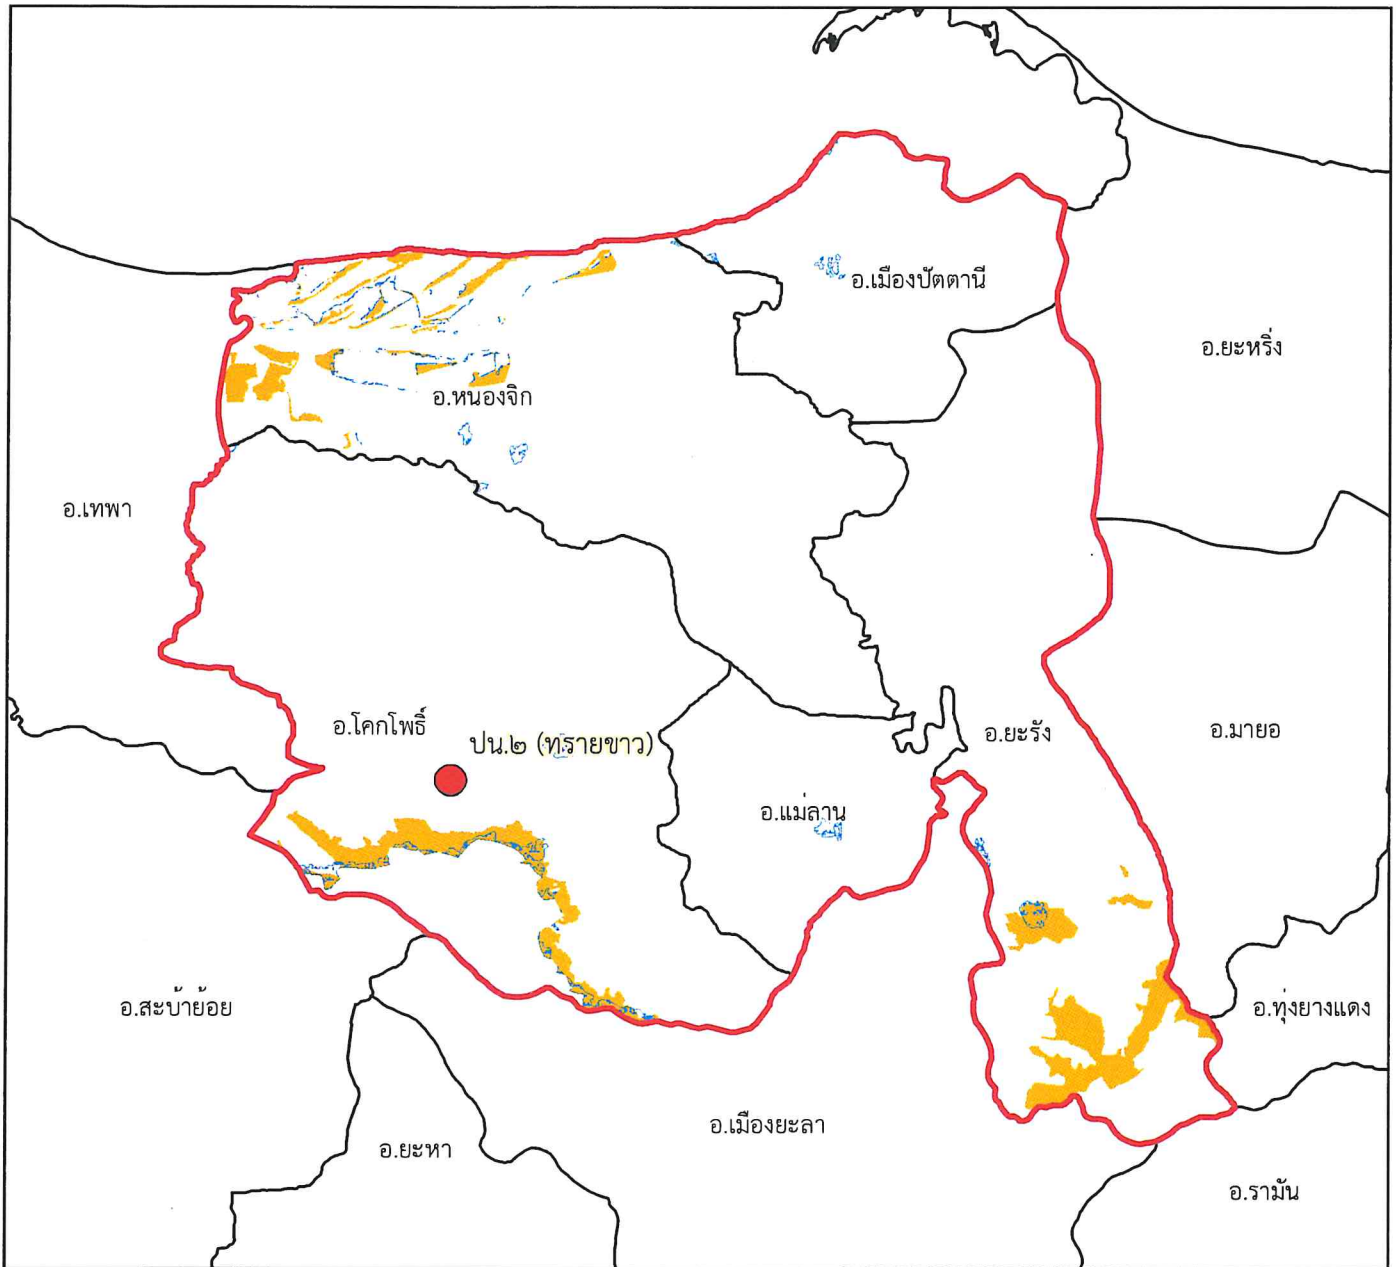 อ.เมืองปัตตานี
อ.ยะหริ่ง
อ.หนองจิก
อ.เทพา
อ.โคกโพธิ์
ปน.๒ (ทรายขาว)
อ.ยะรัง
อ.มายอ
อ.แม่ลาน
อ.สะบ้าย้อย
อ.ทุ่งยางแดง
อ.เมืองยะลา
อ.ยะหา
อ.รามัน